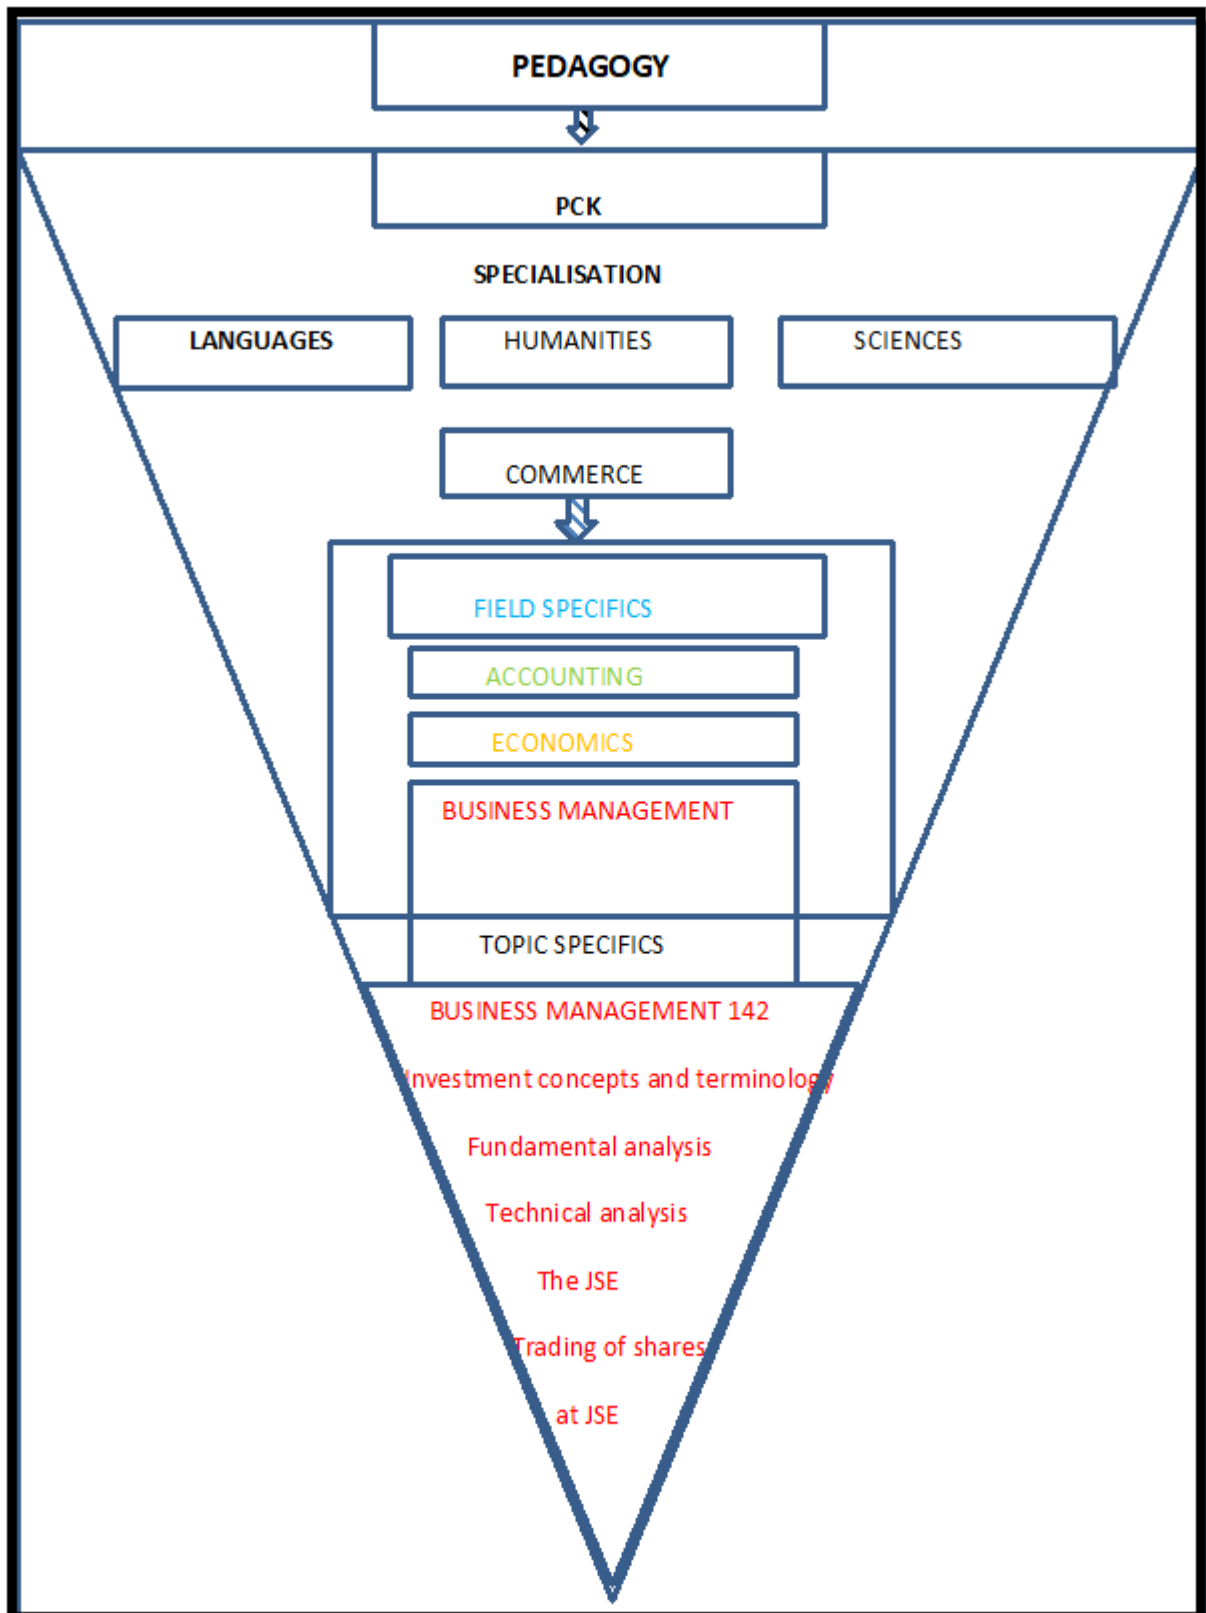 PEDAGOGY
PCK
SPECIALISATION
LANGUAGES
HUMANITIES
SCIENCES
COMMERCE
FIELD SPECIFICS
ACCOUNTING
ECONOMICS
BUSINESS MANAGEMENT
TOPIC SPECIFICS
BUSINESS MANAGEMENT 142
Investment concepts and terminology
Fundamental analysis
Technical analysis
The JSE
Trading of shares
at JSE